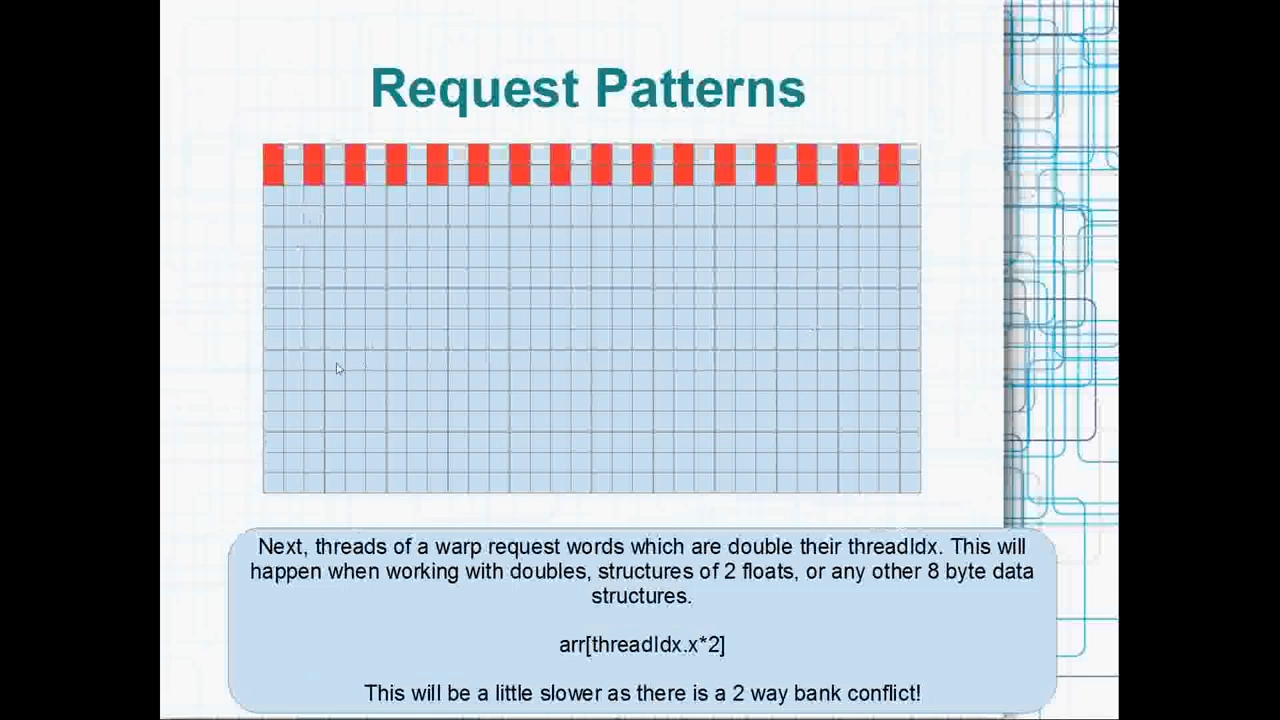 Request Patterns
Next, threads of a warp request words which are double their threadIdx. This will
happen when working with doubles, structures of 2 floats, or any other 8 byte data
structures.
arr[threadIdx.x*2]
This will be a little slower as there is a 2 way bank conflict!